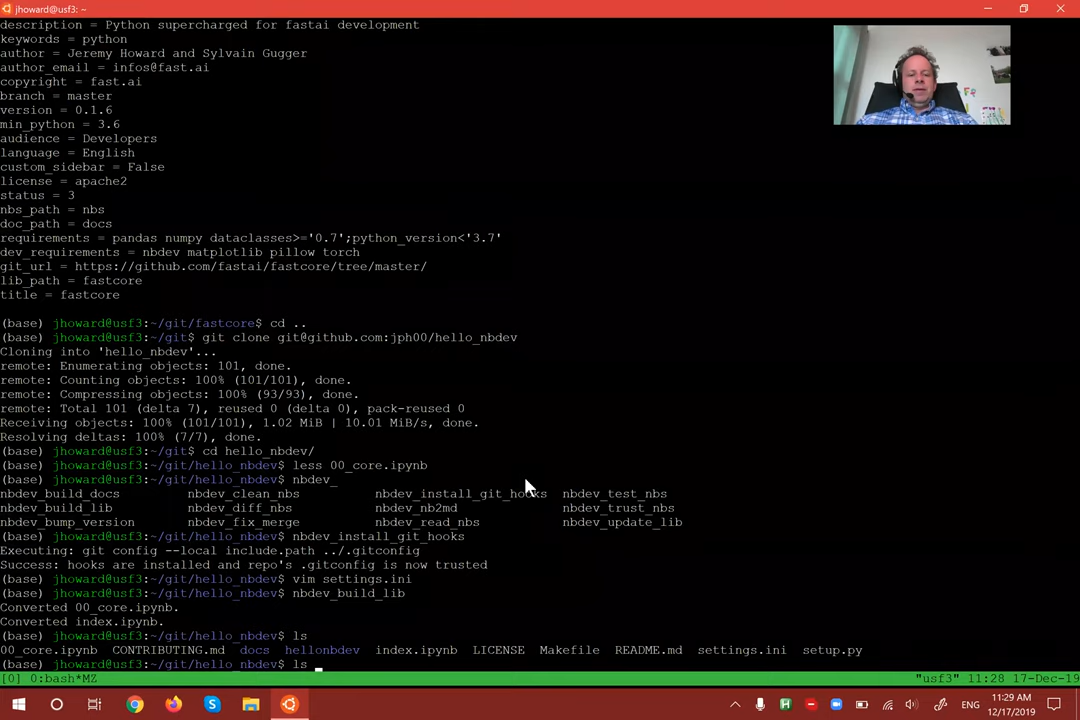 jhoward@usf3: ~
description = Python supercharged for fastai development
keywords = python
author = Jeremy Howard and Sylvain Gugger
author_email = infos@fast.ai
copyright = fast.ai
branch = master
version = 0.1.6
min_python = 3.6
audience = Developers
language = English
custom_sidebar = False
license = apache2
status = 3
nbs_path = nbs
doc_path = docs
requirements = pandas numpy dataclasses>='0.7';python_version<'3.7'
dev_requirements = nbdev matplotlib pillow torch
git_url = https://github.com/fastai/fastcore/tree/master/
lib_path = fastcore
title = fastcore
(base) jhoward@usf3:~/git/fastcore$ cd ..
(base) jhoward@usf3:~/git$ git clone git@github.com:jph00/hello_nbdev
Cloning into 'hello_nbdev'...
remote: Enumerating objects: 101, done.
remote: Counting objects: 100% (101/101), done.
remote: Compressing objects: 100% (93/93), done.
remote: Total 101 (delta 7), reused 0 (delta 0), pack-reused 0
Receiving objects: 100% (101/101), 1.02 MiB | 10.01 MiB/s, done.
Resolving deltas: 100% (7/7), done.
(base) jhoward@usf3:~/git$ cd hello_nbdev/
(base) jhoward@usf3:~/git/hello_nbdev$ less 00_core.ipynb
(base) jhoward@usf3:~/git/hello_nbdev$ nbdev_
nbdev_build_docs nbdev_clean_nbs nbdev_install_git_hooks nbdev_test_nbs
nbdev_build_lib nbdev_diff_nbs nbdev_nb2md nbdev_trust_nbs
nbdev_bump_version nbdev_fix_merge nbdev_read_nbs nbdev_update_lib
(base) jhoward@usf3:~/git/hello_nbdev$ nbdev_install_git_hooks
Executing: git config --local include.path ../.gitconfig
Success: hooks are installed and repo's .gitconfig is now trusted
(base) jhoward@usf3:~/git/hello_nbdev$ vim settings.ini
(base) jhoward@usf3:~/git/hello_nbdev$ nbdev_build_lib
Converted 00_core.ipynb.
Converted index.ipynb.
(base) jhoward@usf3:~/git/hello_nbdev$ ls
00_core.ipynb CONTRIBUTING.md docs hellonbdev index.ipynb LICENSE Makefile README.md settings.ini setup.py
(base) jhoward@usf3:~/git/hello_nbdev$ ls _
[0] 0:bash*MZ "usf3" 11:28 17-Dec-19
ENG 11:29 AM
12/17/2019